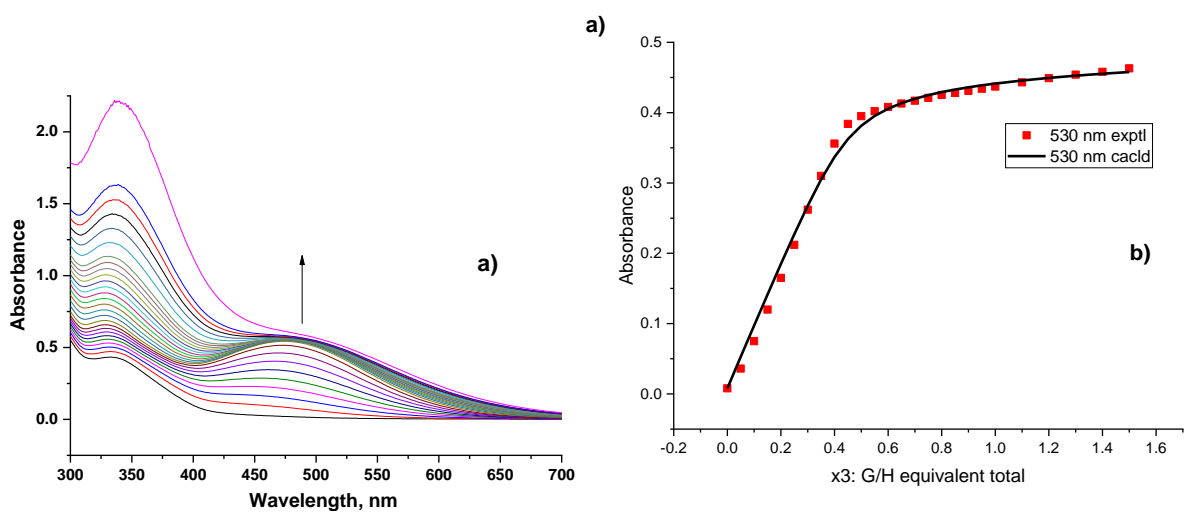 a)
2.0
1.5
1.0
0.5
0.0
Absorbance
300 350 400 450 500 550 600 650 700
Wavelength, nm
a)
0.5
0.4
0.3
0.2
0.1
0.0
Absorbance
530 nm exptl
530 nm cacld
b)
-0.2 0.0 0.2 0.4 0.6 0.8 1.0 1.2 1.4 1.6
x3: G/H equivalent total